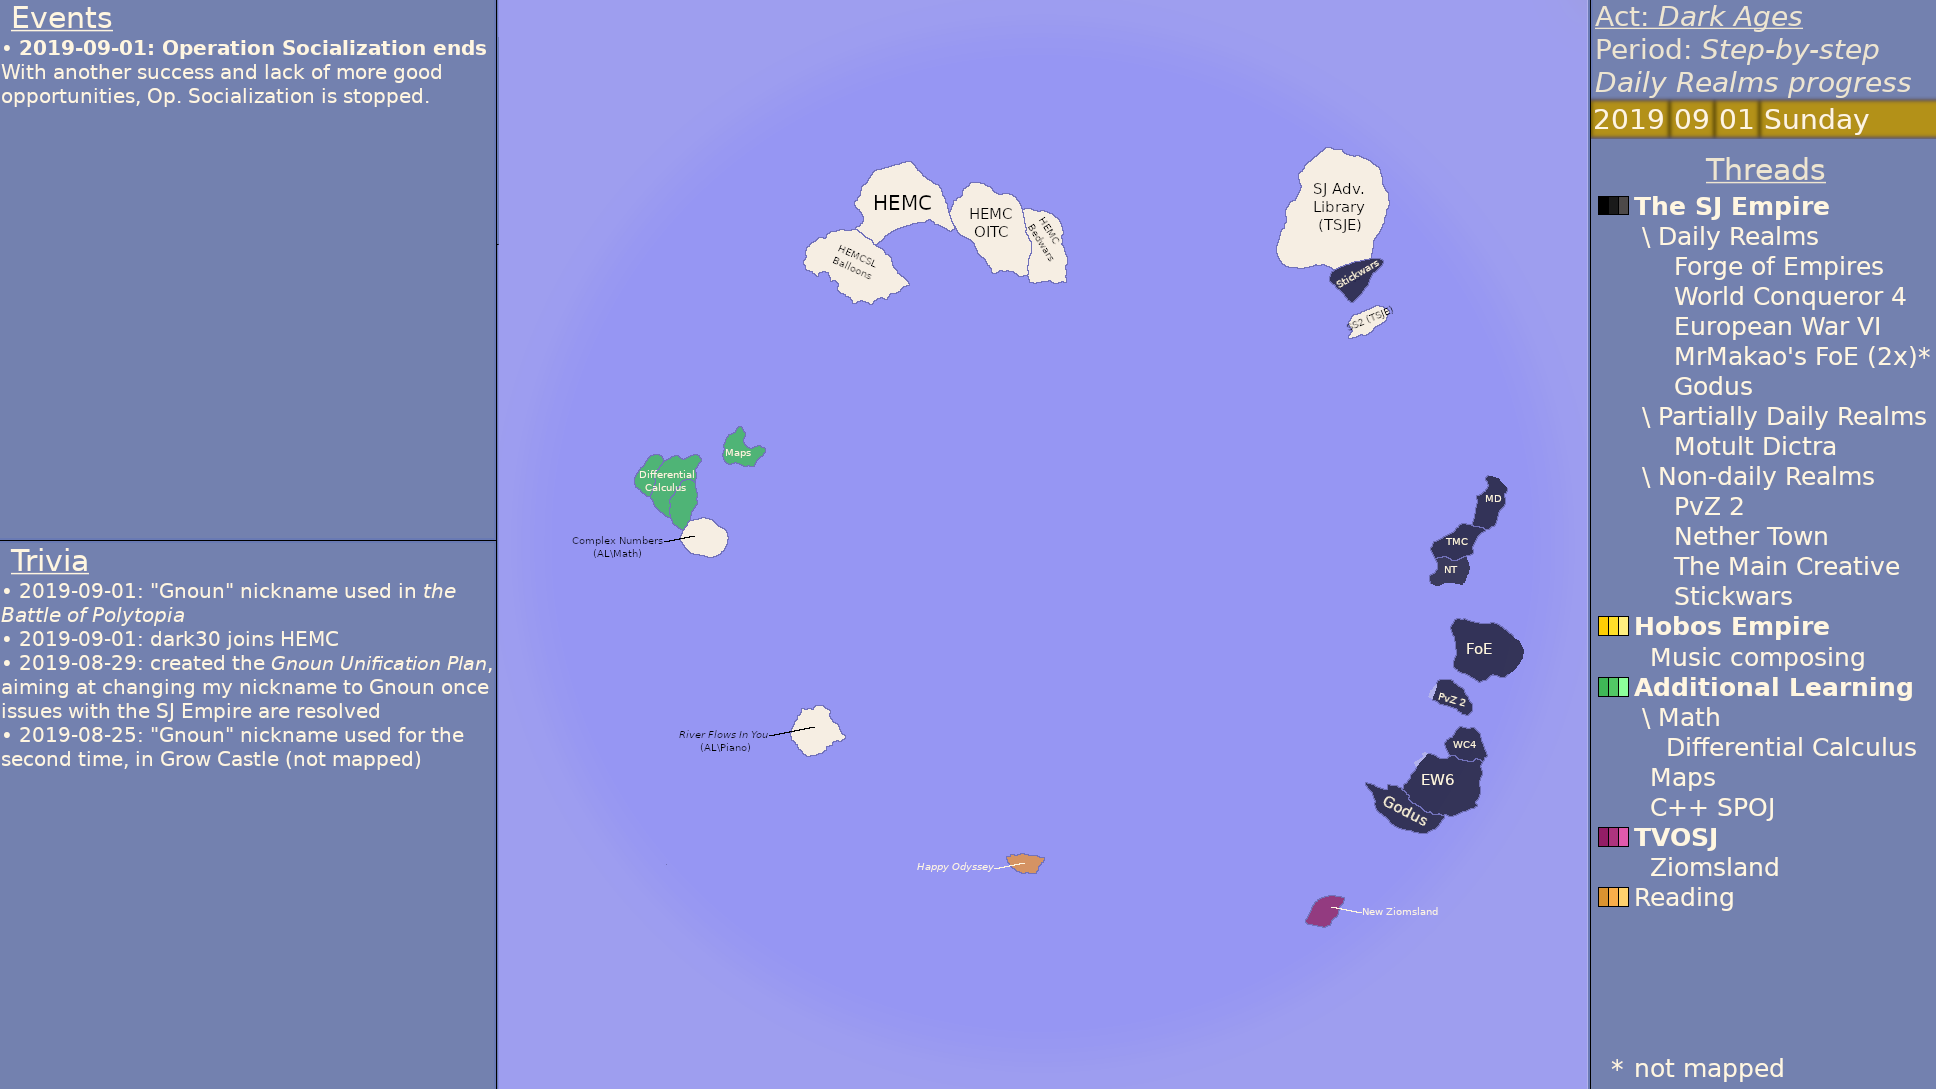 Events
• 2019-09-01: Operation Socialization ends
With another success and lack of more good
opportunities, Op. Socialization is stopped.
Trivia
• 2019-09-01: "Gnoun" nickname used in the
Battle of Polytopia
• 2019-09-01: dark30 joins HEMC
• 2019-08-29: created the Gnoun Unification Plan,
aiming at changing my nickname to Gnoun once
issues with the SJ Empire are resolved
• 2019-08-25: "Gnoun" nickname used for the
second time, in Grow Castle (not mapped)
HEMC
HEMC
OITC
HEMC
Bedwars
HEMCSL
Balloons
SJ Adv.
Library
(TSJE)
Stickwars
SS2 (TSJE)
Maps
Differential
Calculus
Complex Numbers
(AL\Math)
MD
TMC
NT
FoE
PvZ 2
WC4
EW6
Godus
River Flows In You
(AL\Piano)
Happy Odyssey
New Ziomsland
Act: Dark Ages
Period: Step-by-step
Daily Realms progress
2019 09 01 Sunday
Threads
The SJ Empire
\ Daily Realms
Forge of Empires
World Conqueror 4
European War VI
MrMakao's FoE (2x)*
Godus
\ Partially Daily Realms
Motult Dictra
\ Non-daily Realms
PvZ 2
Nether Town
The Main Creative
Stickwars
Hobos Empire
Music composing
Additional Learning
\ Math
Differential Calculus
Maps
C++ SPOJ
TVOSJ
Ziomsland
Reading
* not mapped